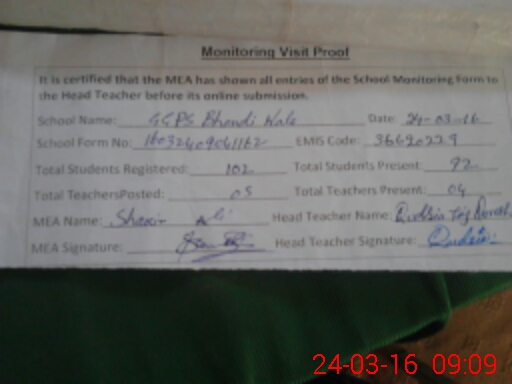 Monitoring Visit Proof
It is certified that the MEA has shown all entries of the School Monitoring Form to
the Head Teacher before its online submission.
School Name: GGPS Bhondi Wala Date: 24-03-16
School Form No: EMIS Code:
Total Students Registered: 102 Total Students Present: 92
Total TeachersPosted: 05 Total Teachers Present: 04
MEA Name: Ali Head Teacher Name:
MEA Signature: Head Teacher Signature:
24-03-16 09:09